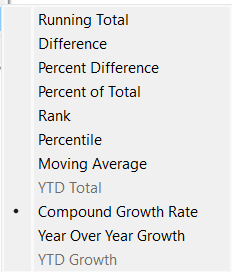 Running Total
Difference
Percent Difference
Percent of Total
Rank
Percentile
Moving Average
YTD Total
• Compound Growth Rate
Year Over Year Growth
YTD Growth